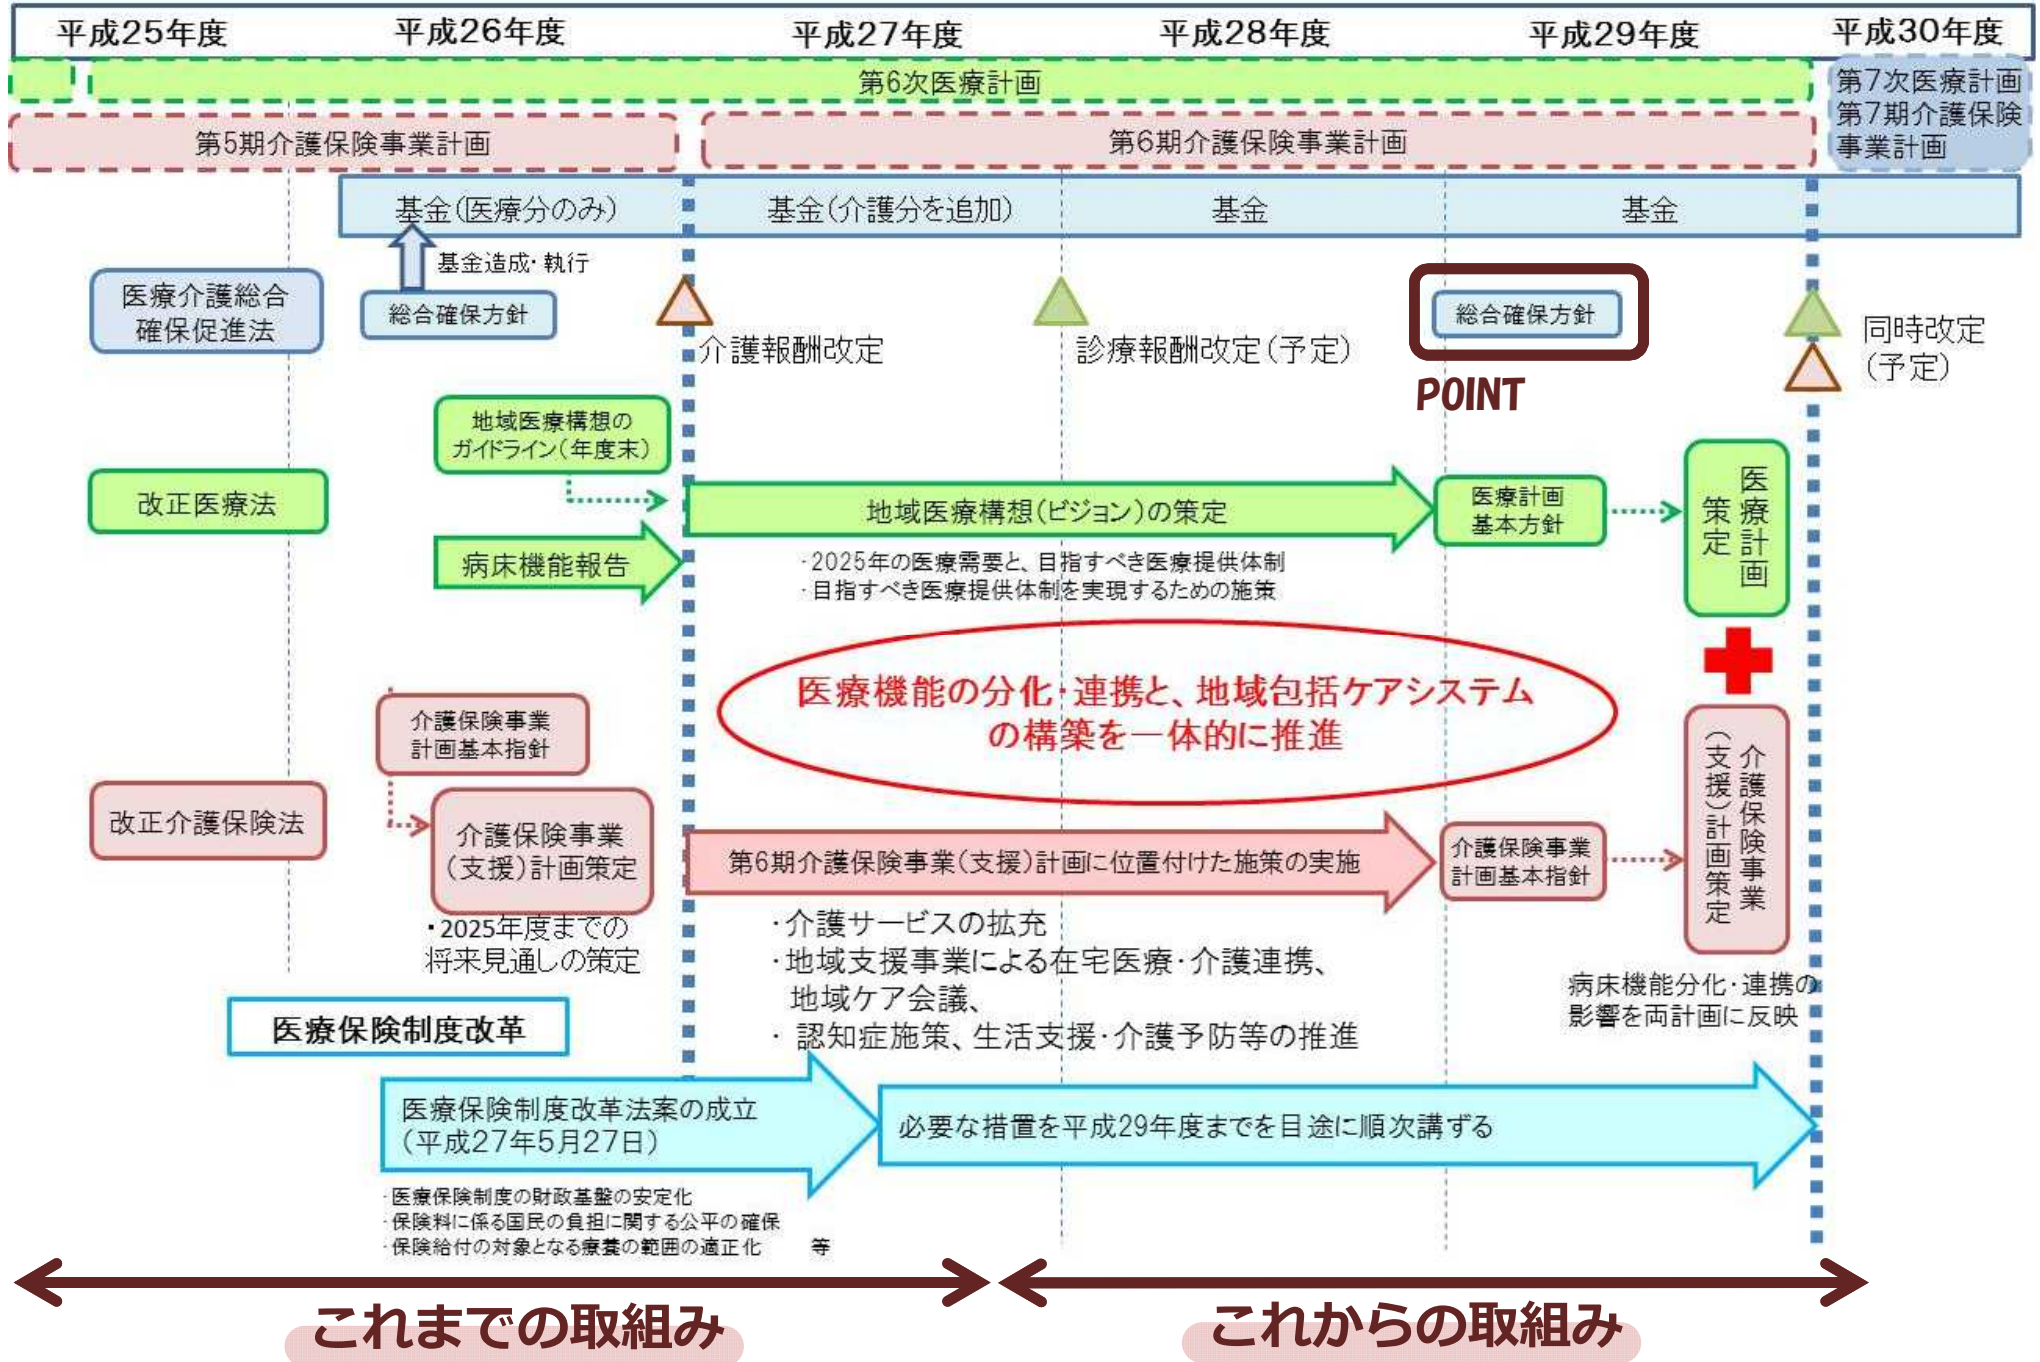 平成25年度
平成26年度
平成27年度
平成28年度
平成29年度
平成30年度
第6次医療計画
第7次医療計画
第7期介護保険
事業計画
第5期介護保険事業計画
第6期介護保険事業計画
基金(医療分のみ)
基金(介護分を追加)
基金
基金
基金造成・執行
医療介護総合
確保促進法
総合確保方針
介護報酬改定
診療報酬改定(予定)
総合確保方針
POINT
同時改定
(予定)
地域医療構想の
ガイドライン(年度末)
改正医療法
病床機能報告
地域医療構想(ビジョン)の策定
・2025年の医療需要と、目指すべき医療提供体制
・目指すべき医療提供体制を実現するための施策
医療計画
基本方針
医療計画
策定
医療機能の分化・連携と、地域包括ケアシステム
の構築を一体的に推進
介護保険事業
計画基本指針
改正介護保険法
介護保険事業
(支援)計画策定
・2025年度までの
将来見通しの策定
第6期介護保険事業(支援)計画に位置付けた施策の実施
・介護サービスの拡充
・地域支援事業による在宅医療・介護連携、
地域ケア会議、
・認知症施策、生活支援・介護予防等の推進
介護保険事業
計画基本指針
介護保険事業
(支援)計画策定
病床機能分化・連携の
影響を両計画に反映
医療保険制度改革
医療保険制度改革法案の成立
(平成27年5月27日)
必要な措置を平成29年度までを目途に順次講ずる
・医療保険制度の財政基盤の安定化
・保険料に係る国民の負担に関する公平の確保
・保険給付の対象となる療養の範囲の適正化 等
これまでの取組み
これからの取組み